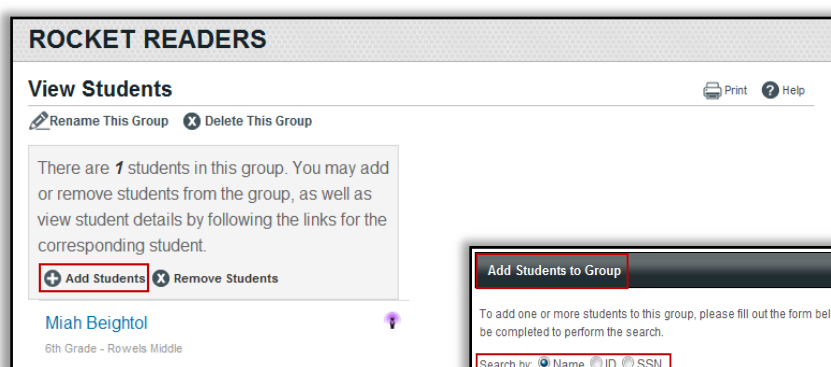 ROCKET READERS
View Students
Print Help
Rename This Group Delete This Group
There are 1 students in this group. You may add
or remove students from the group, as well as
view student details by following the links for the
corresponding student.
Add Students Remove Students
Miah Beightol
6th Grade - Rowels Middle
Add Students to Group
To add one or more students to this group, please fill out the form
be completed to perform the search.
Search by: Name ID SSN